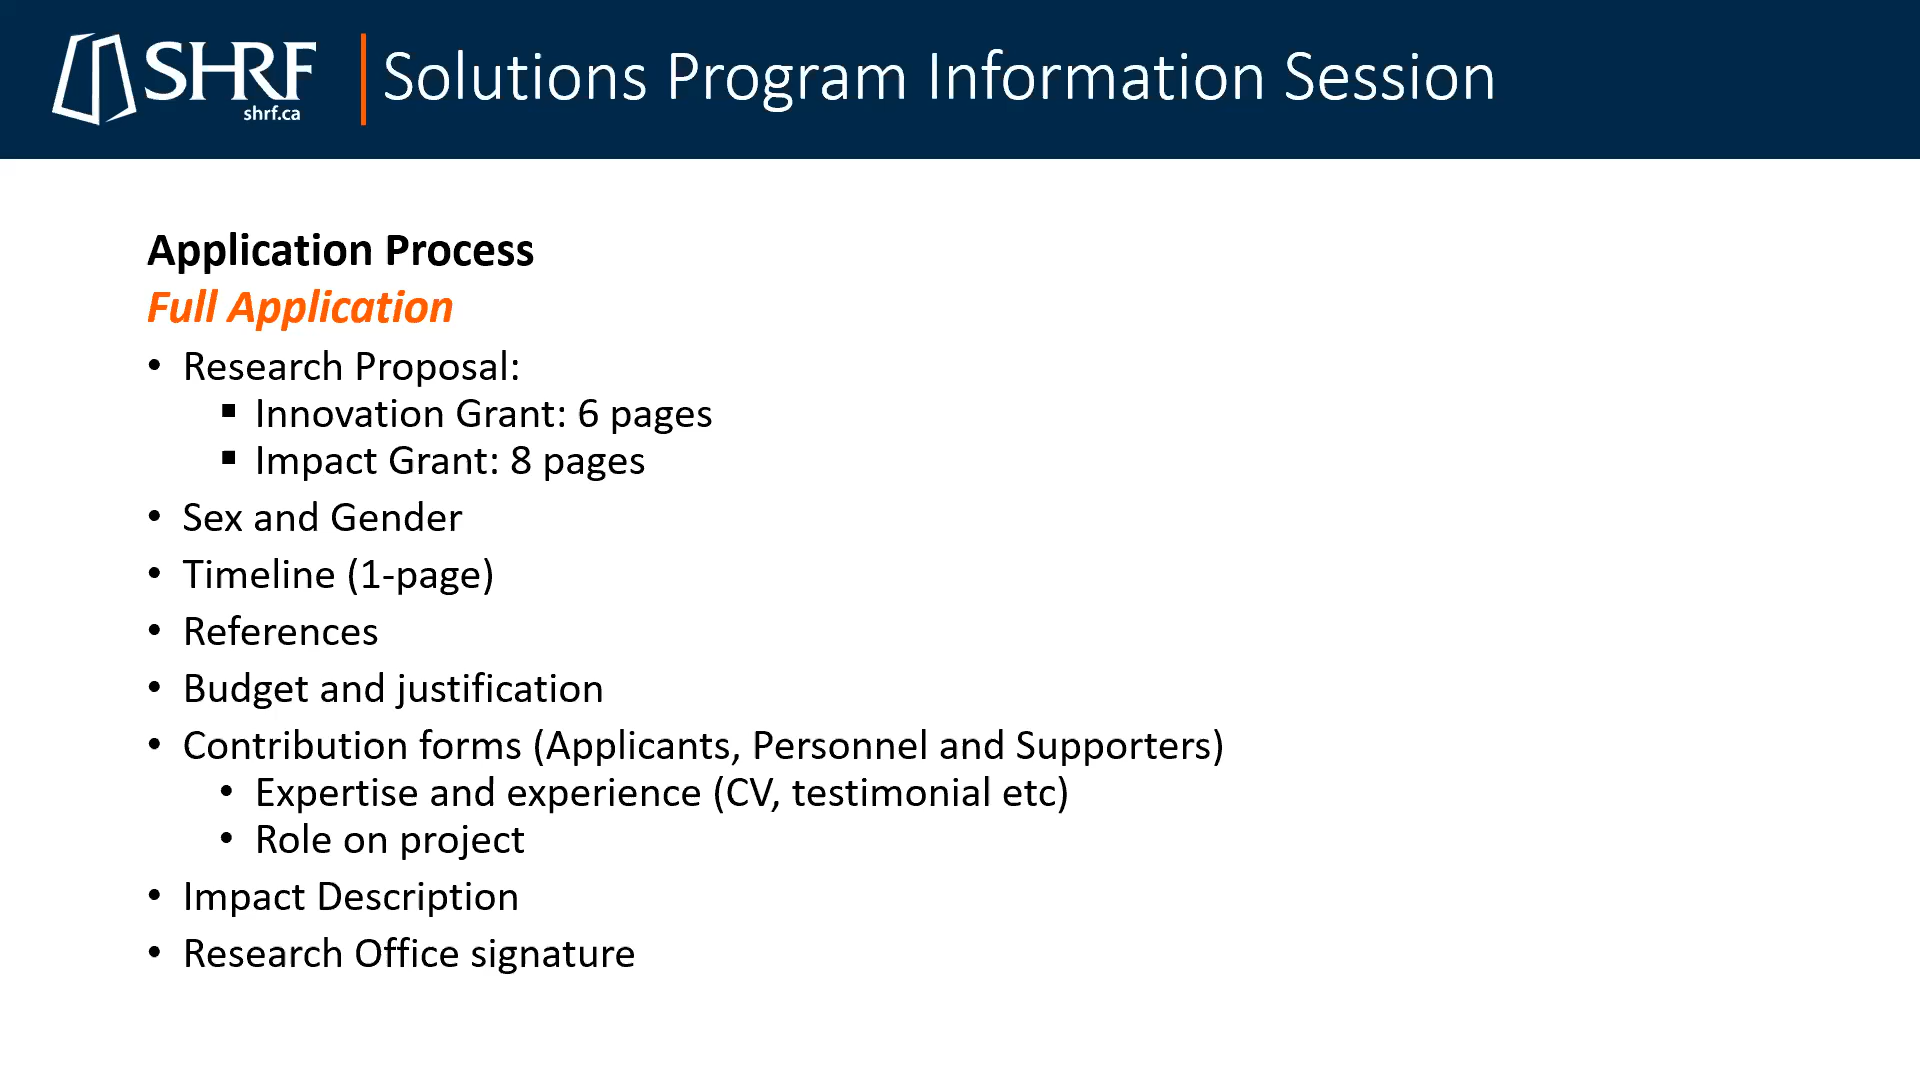 SHRF
shrf.ca
Solutions Program Information Session
Application Process
Full Application
• Research Proposal:
▪ Innovation Grant: 6 pages
▪ Impact Grant: 8 pages
• Sex and Gender
• Timeline (1-page)
• References
• Budget and justification
• Contribution forms (Applicants, Personnel and Supporters)
• Expertise and experience (CV, testimonial etc)
• Role on project
• Impact Description
• Research Office signature